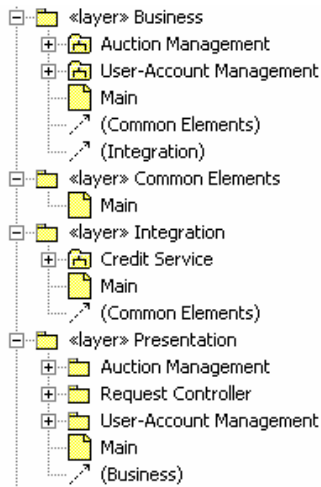 «layer» Business
Auction Management
User-Account Management
Main
(Common Elements)
(Integration)
«layer» Common Elements
Main
«layer» Integration
Credit Service
Main
(Common Elements)
«layer» Presentation
Auction Management
Request Controller
User-Account Management
Main
(Business)